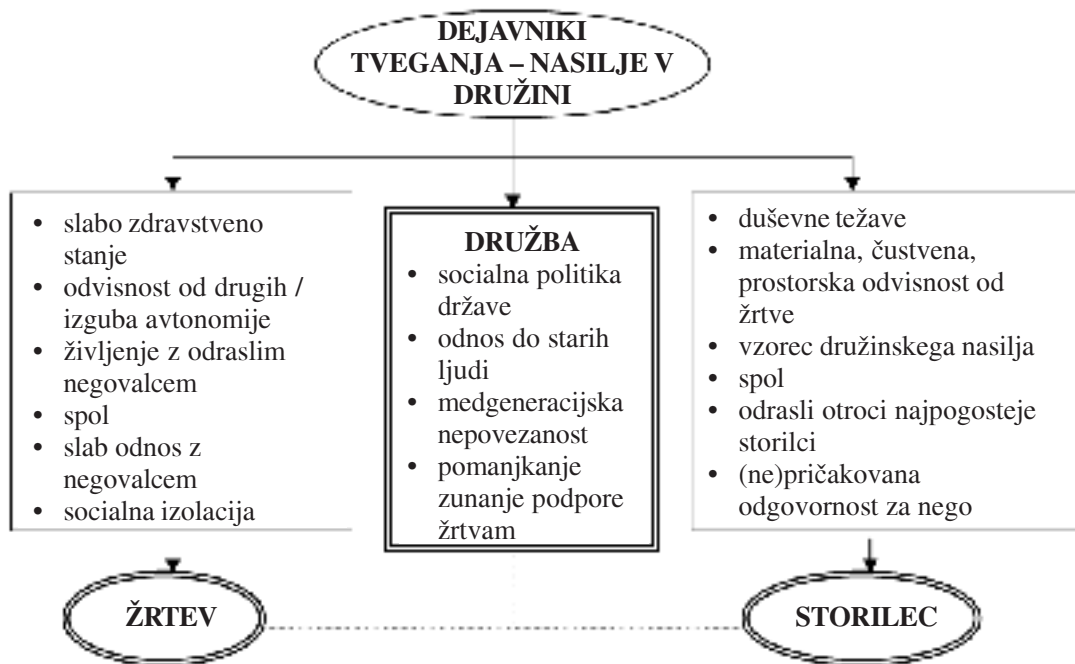 DEJAVNIKI
TVEGANJA – NASILJE V
DRUŽINI
• slabo zdravstveno
stanje
• odvisnost od drugih /
izguba avtonomije
• življenje z odraslim
negovalcem
• spol
• slab odnos z
negovalcem
• socialna izolacija
DRUŽBA
• socialna politika
države
• odnos do starih
ljudi
• medgeneracijska
nepovezanost
• pomanjkanje
zunanje podpore
žrtvam
• duševne težave
• materialna, čustvena,
prostorska odvisnost od
žrtve
• vzorec družinskega nasilja
• spol
• odrasli otroci najpogosteje
storilci
• (ne)pričakovana
odgovornost za nego
ŽRTEV
STORILEC